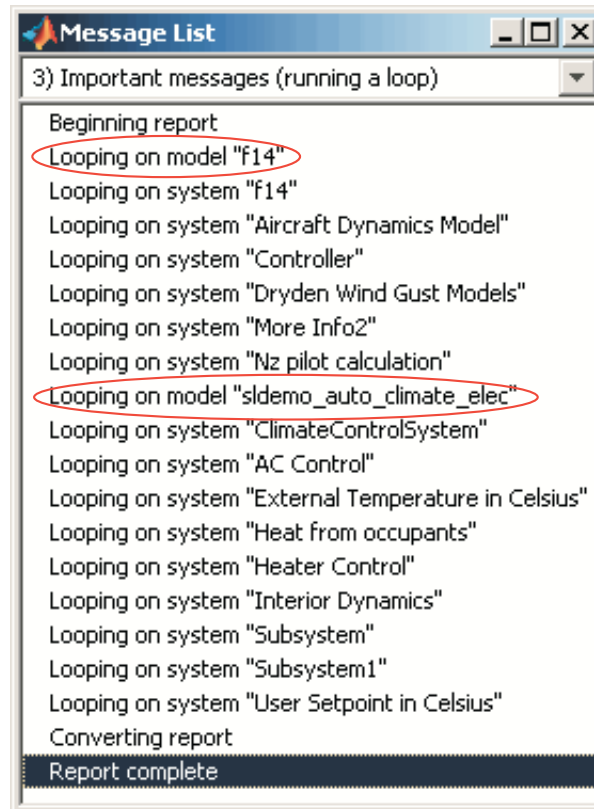 Message List
3) Important messages (running a loop)
Beginning report
Looping on model "f14"
Looping on system "f14"
Looping on system "Aircraft Dynamics Model"
Looping on system "Controller"
Looping on system "Dryden Wind Gust Models"
Looping on system "More Info2"
Looping on system "Nz pilot calculation"
Looping on model "sldemo_auto_climate_elec"
Looping on system "ClimateControlSystem"
Looping on system "AC Control"
Looping on system "External Temperature in Celsius"
Looping on system "Heat from occupants"
Looping on system "Heater Control"
Looping on system "Interior Dynamics"
Looping on system "Subsystem"
Looping on system "Subsystem1"
Looping on system "User Setpoint in Celsius"
Converting report
Report complete